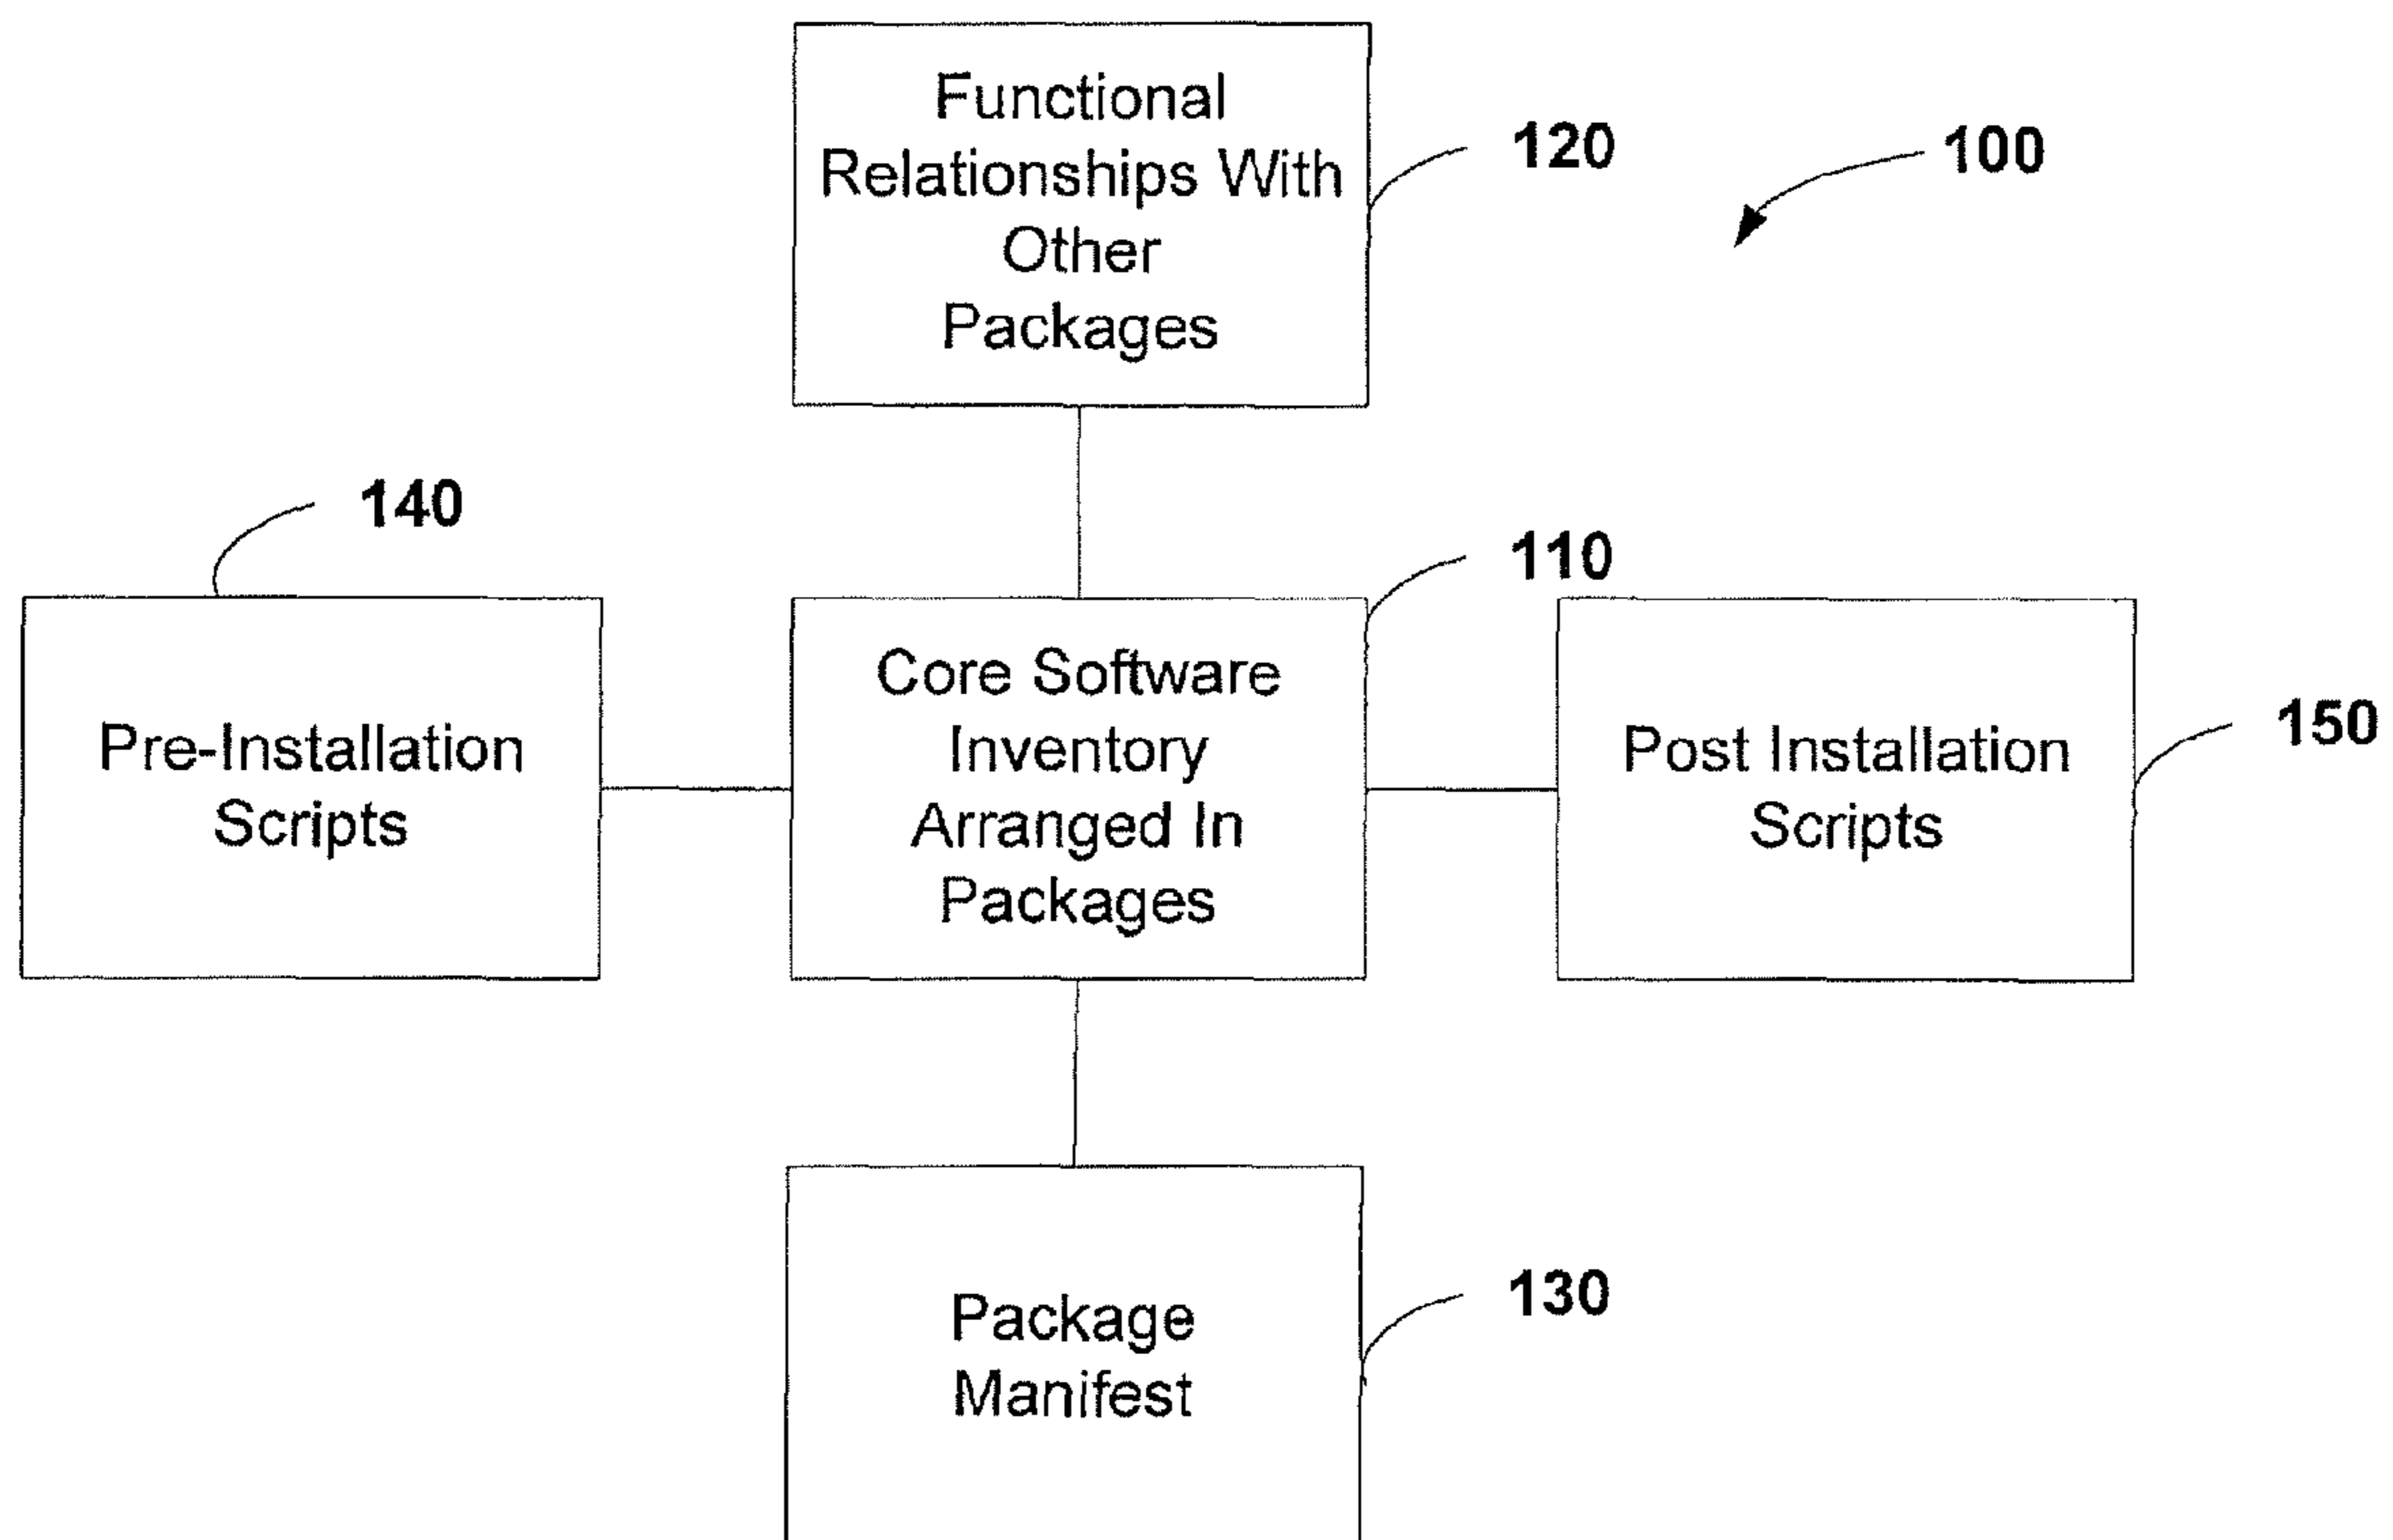 Functional
Relationships With
Other
Packages
120
100
140
110
Pre-Installation
Scripts
Core Software
Inventory
Arranged In
Packages
Post Installation
Scripts
150
Package
Manifest
130